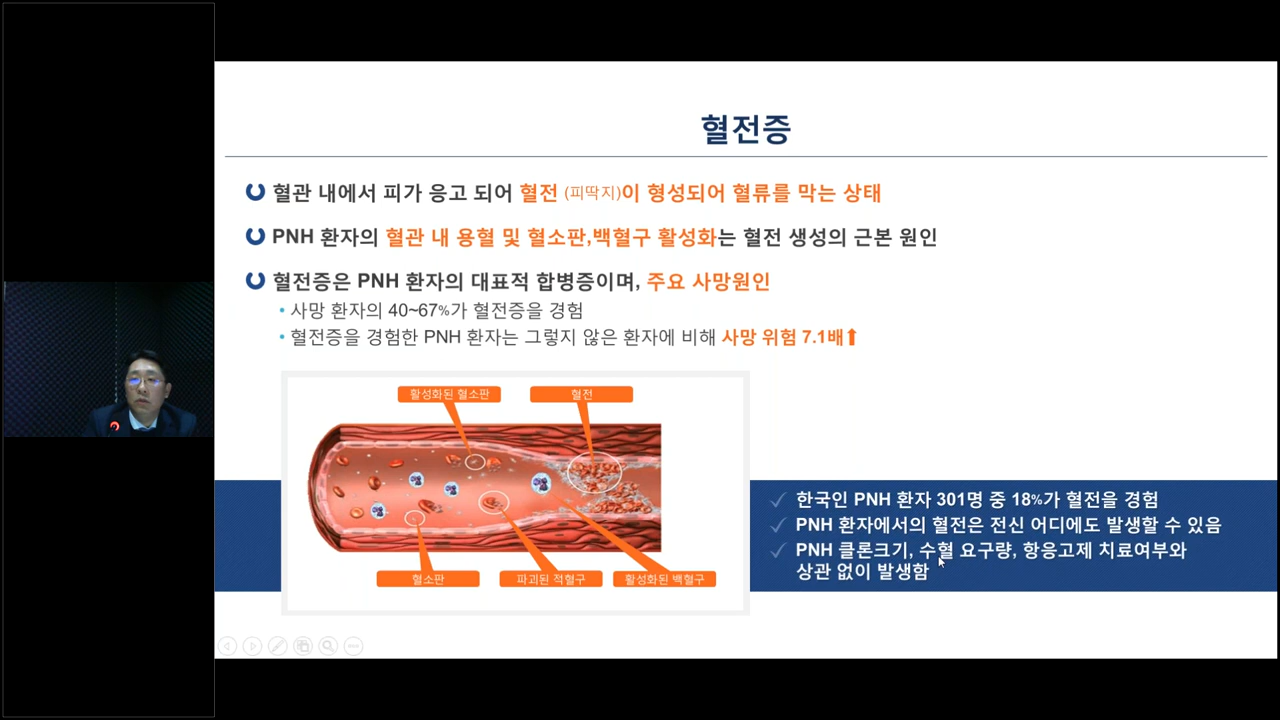 혈전증
혈관 내에서 피가 응고 되어 혈전 (피딱지)이 형성되어 혈류를 막는 상태
PNH 환자의 혈관 내 용혈 및 혈소판,백혈구 활성화는 혈전 생성의 근본 원인
혈전증은 PNH 환자의 대표적 합병증이며, 주요 사망원인
• 사망 환자의 40~67%가 혈전증을 경험
• 혈전증을 경험한 PNH 환자는 그렇지 않은 환자에 비해 사망 위험 7.1배⬆
활성화된 혈소판
혈전
혈소판
파괴된 적혈구
활성화된 백혈구
✓ 한국인 PNH 환자 301명 중 18%가 혈전을 경험
✓ PNH 환자에서의 혈전은 전신 어디에도 발생할 수 있음
✓ PNH 클론크기, 수혈 요구량, 항응고제 치료여부와
상관 없이 발생함